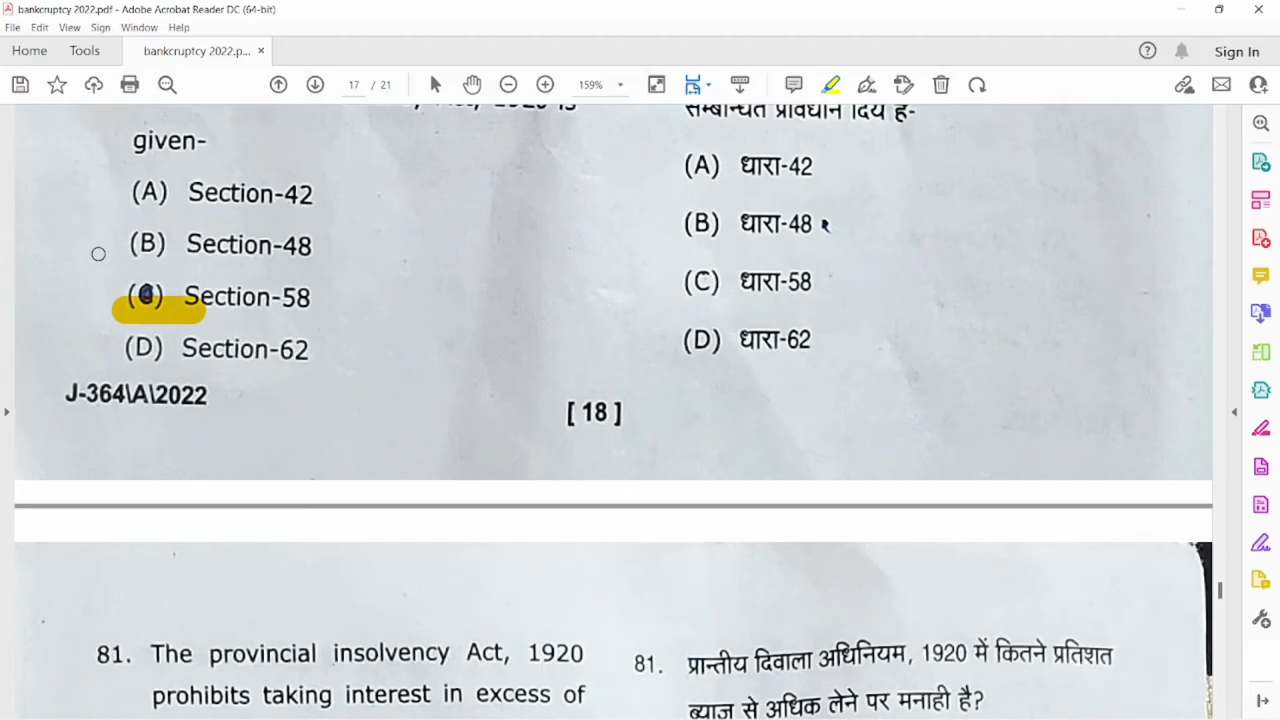 bankcruptcy 2022.pdf - Adobe Acrobat Reader DC (64-bit)
File Edit View Sign Window Help
Home Tools bankcruptcy 2022.p... × Sign In
17 / 21 159%
given-
(A) Section-42
(B) Section-48
(C) Section-58
(D) Section-62
J-364\A\2022
सम्बन्धित प्रावधान दिये है-
(A) धारा-42
(B) धारा-48
(C) धारा-58
(D) धारा-62
[ 18 ]
81. The provincial insolvency Act, 1920
prohibits taking interest in excess of
81. प्रान्तीय दिवाला अधिनियम, 1920 में कितने प्रतिशत
ब्याज से अधिक लेने पर मनाही है?